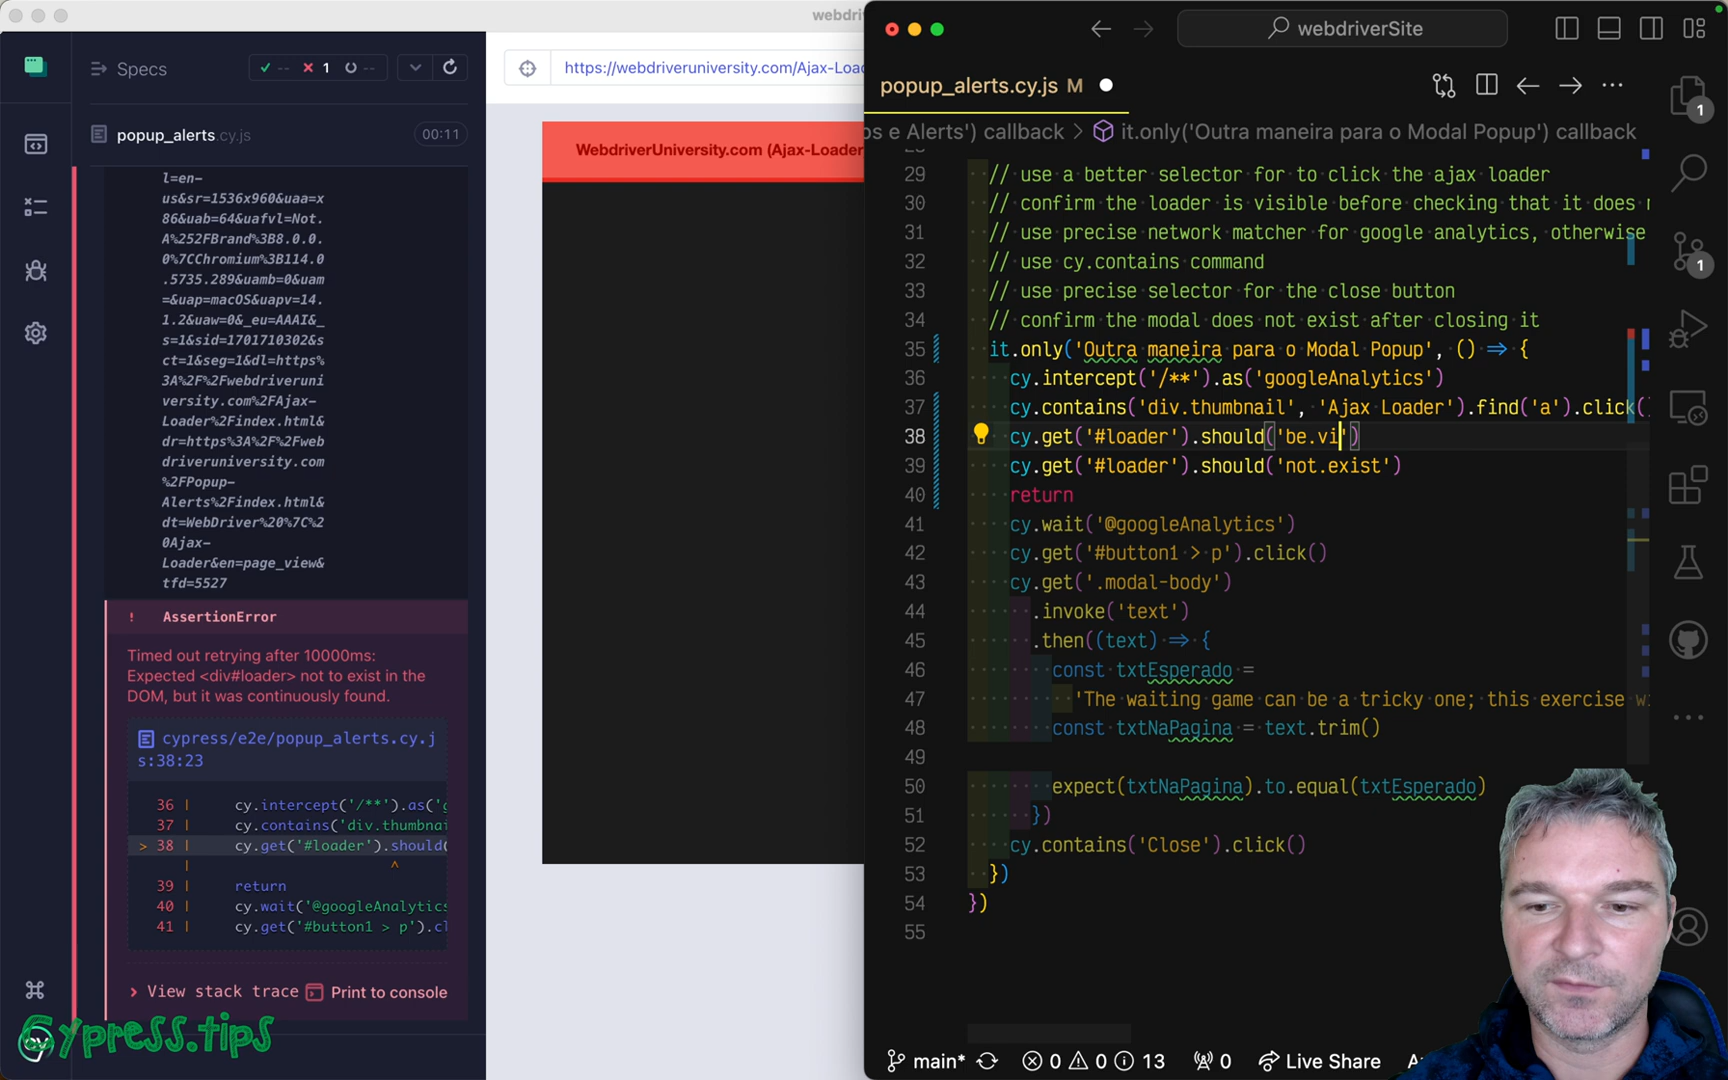 webdri
Specs
✓ -- ✕ 1 --
popup_alerts.cy.js 00:11
l=en-
us&sr=1536x960&uaa=x
86&uab=64&uafvl=Not.
A%252FBrand%3B8.0.0.
0%7CChromium%3B114.0
.5735.289&uamb=0&uam
=&uap=macOS&uapv=14.
1.2&uaw=0&_eu=AAAI&_
s=1&sid=1701710302&s
ct=1&seg=1&dl=https%
3A%2F%2Fwebdriveruni
versity.com%2FAjax-
Loader%2Findex.html&
dr=https%3A%2F%2Fweb
driveruniversity.com
%2FPopup-
Alerts%2Findex.html&
dt=WebDriver%20%7C%2
0Ajax-
Loader&en=page_view&
tfd=5527
! AssertionError
Timed out retrying after 10000ms:
Expected <div#loader> not to exist in the
DOM, but it was continuously found.
cypress/e2e/popup_alerts.cy.j
s:38:23
36 | cy.intercept('/**').as('g
37 | cy.contains('div.thumbnai
> 38 | cy.get('#loader').should(
| ^
39 | return
40 | cy.wait('@googleAnalytics
41 | cy.get('#button1 > p').cl
> View stack trace Print to console
cypress.tips
cy
https://webdriveruniversity.com/Ajax-Loa
WebdriverUniversity.com (Ajax-Loader
webdriverSite
popup_alerts.cy.js M
os e Alerts') callback > it.only('Outra maneira para o Modal Popup') callback
29 // use a better selector for to click the ajax loader
30 // confirm the loader is visible before checking that it does
31 // use precise network matcher for google analytics, otherwise
32 // use cy.contains command
33 // use precise selector for the close button
34 // confirm the modal does not exist after closing it
35 it.only('Outra maneira para o Modal Popup', () => {
36 cy.intercept('/**').as('googleAnalytics')
37 cy.contains('div.thumbnail', 'Ajax Loader').find('a').click(
38 cy.get('#loader').should('be.vi')
39 cy.get('#loader').should('not.exist')
40 return
41 cy.wait('@googleAnalytics')
42 cy.get('#button1 > p').click()
43 cy.get('.modal-body')
44 .invoke('text')
45 .then((text) => {
46 const txtEsperado =
47 'The waiting game can be a tricky one; this exercise w
48 const txtNaPagina = text.trim()
49
50 expect(txtNaPagina).to.equal(txtEsperado)
51 })
52 cy.contains('Close').click()
53 })
54 })
55
1
1
main* 0 0 13 0 Live Share